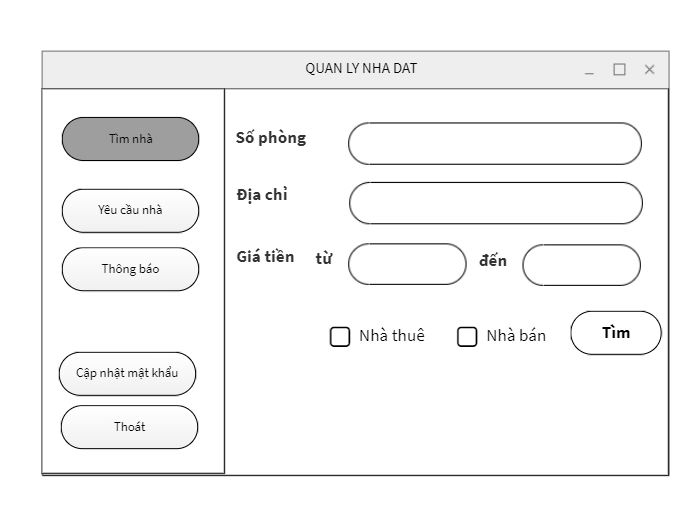 QUAN LY NHA DAT
Tìm nhà
Yêu cầu nhà
Thông báo
Cập nhật mật khẩu
Thoát
Số phòng
Địa chỉ
Giá tiền từ đến
Nhà thuê Nhà bán Tìm